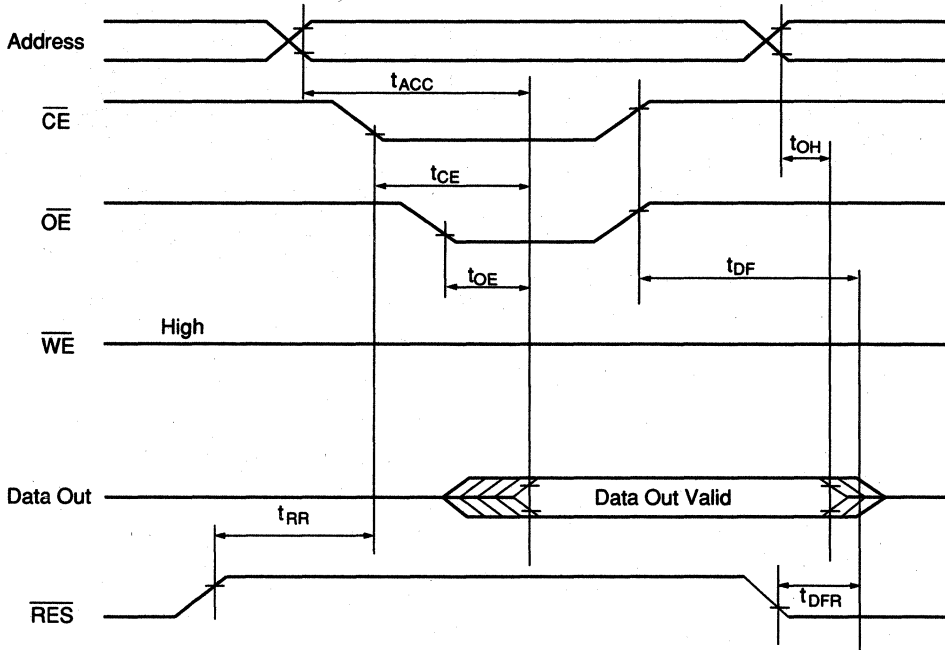 Address
tACC
CE
tOH
tCE
OE
tDF
tOE
High
WE
Data Out
Data Out Valid
tRR
tDFR
RES